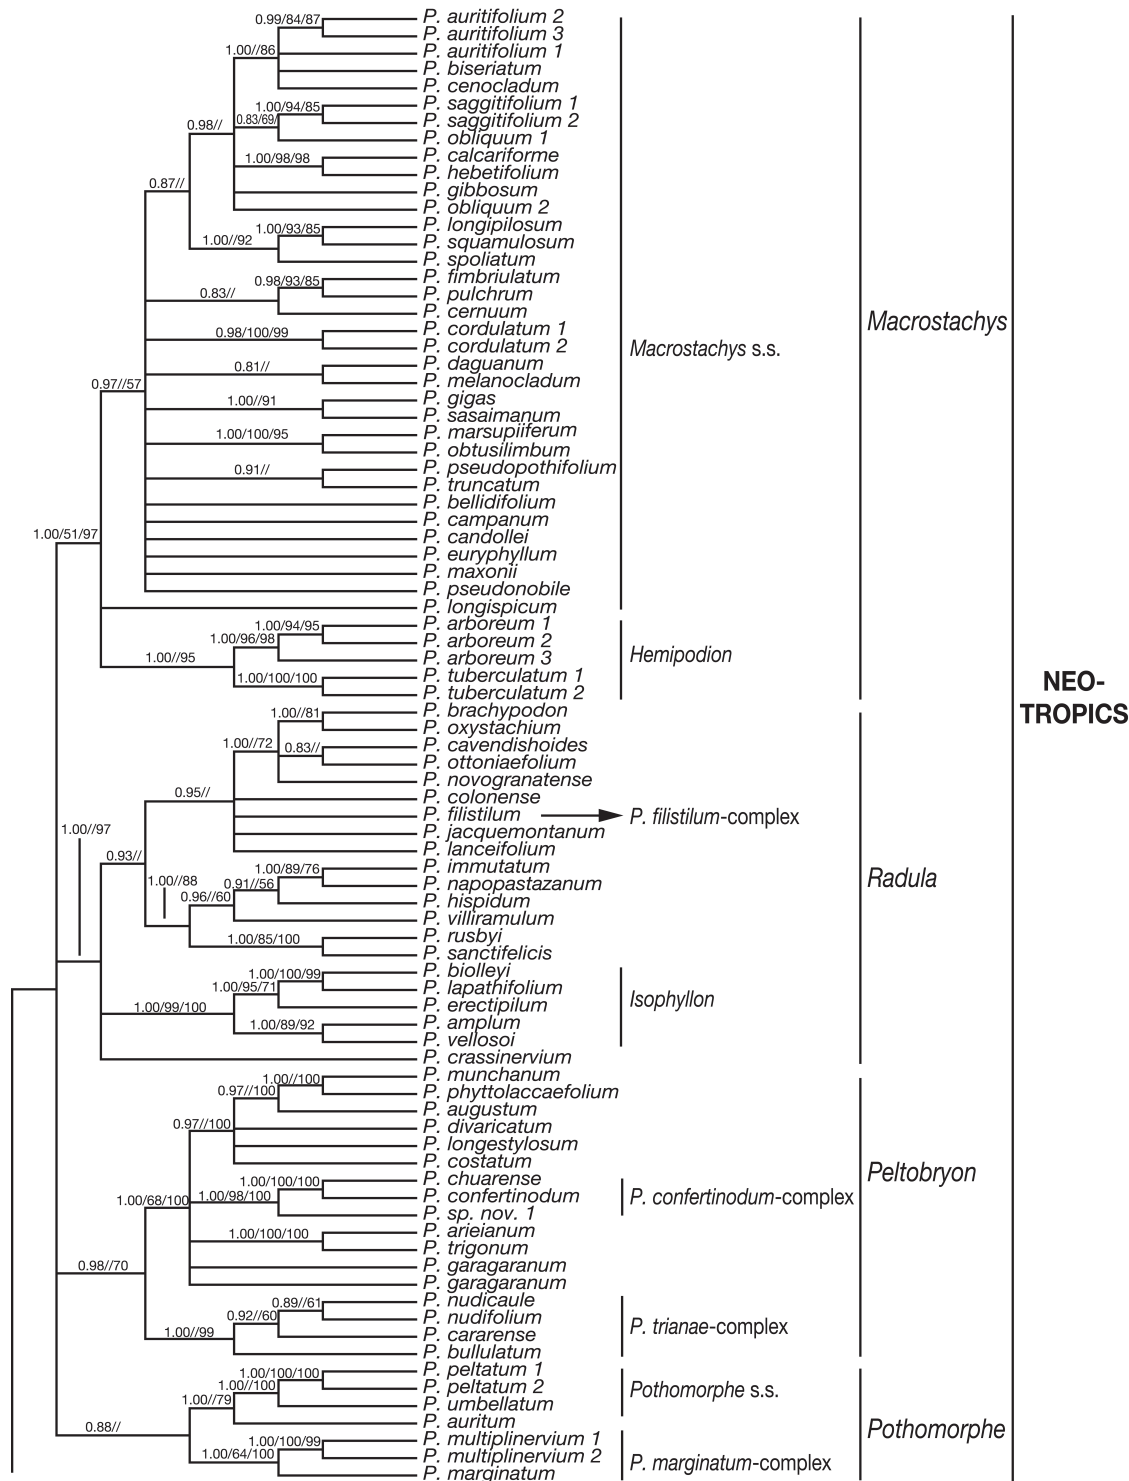 0.99/84/87
P. auritifolium 2
P. auritifolium 3
1.00//86
P. auritifolium 1
P. biseriatum
P. cenocladum
1.00/94/85
P. saggitifolium 1
0.98//
0.83/69/
P. saggitifolium 2
P. obliquum 1
1.00/98/98
P. calcariforme
P. hebetifolium
0.87//
P. gibbosum
P. obliquum 2
1.00/93/85
P. longipilosum
1.00//92
P. squamulosum
P. spoliatum
0.98/93/85
P. fimbriulatum
0.83//
P. pulchrum
P. cernuum
Macrostachys
0.98/100/99
P. cordulatum 1
P. cordulatum 2
Macrostachys s.s.
0.81//
P. daguanum
P. melanocladum
0.97//57
1.00//91
P. gigas
P. sasaimanum
1.00/100/95
P. marsupiiferum
P. obtusilimbum
0.91//
P. pseudopothifolium
P. truncatum
P. bellidifolium
P. campanum
1.00/51/97
P. candollei
P. euryphyllum
P. maxonii
P. pseudonobile
P. longispicum
1.00/94/95
P. arboreum 1
1.00/96/98
P. arboreum 2
1.00//95
P. arboreum 3
Hemipodion
1.00/100/100
P. tuberculatum 1
P. tuberculatum 2
NEO-
TROPICS
1.00//81
P. brachypodon
P. oxystachium
1.00//72
0.83//
P. cavendishoides
P. ottoniaefolium
P. novogranatense
0.95//
P. colonense
P. filistilum
P. filistilum-complex
1.00//97
P. jacquemontanum
P. lanceifolium
0.93//
1.00/89/76
P. immutatum
1.00//88
0.91//56
P. napopastazanum
Radula
0.96//60
P. hispidum
P. villiramulum
1.00/85/100
P. rusbyi
P. sanctifelicis
1.00/100/99
P. biolleyi
1.00/95/71
P. lapathifolium
1.00/99/100
P. erectipilum
Isophyllon
1.00/89/92
P. amplum
P. vellosoi
P. crassinervium
1.00//100
P. munchanum
0.97//100
P. phyttolaccaefolium
P. augustum
0.97//100
P. divaricatum
P. longestylosum
P. costatum
Peltobryon
1.00/100/100
P. chuarense
1.00/68/100
1.00/98/100
P. confertinodum
P. confertinodum-complex
P. sp. nov. 1
1.00/100/100
P. arieianum
P. trigonum
0.98//70
P. garagaranum
P. garagaranum
0.89//61
P. nudicaule
0.92//60
P. nudifolium
1.00//99
P. cararense
P. trianae-complex
P. bullulatum
1.00/100/100
P. peltatum 1
1.00//100
P. peltatum 2
Pothomorphe s.s.
1.00//79
P. umbellatum
0.88//
P. auritum
Pothomorphe
1.00/100/99
P. multiplinervium 1
1.00/64/100
P. multiplinervium 2
P. marginatum-complex
P. marginatum